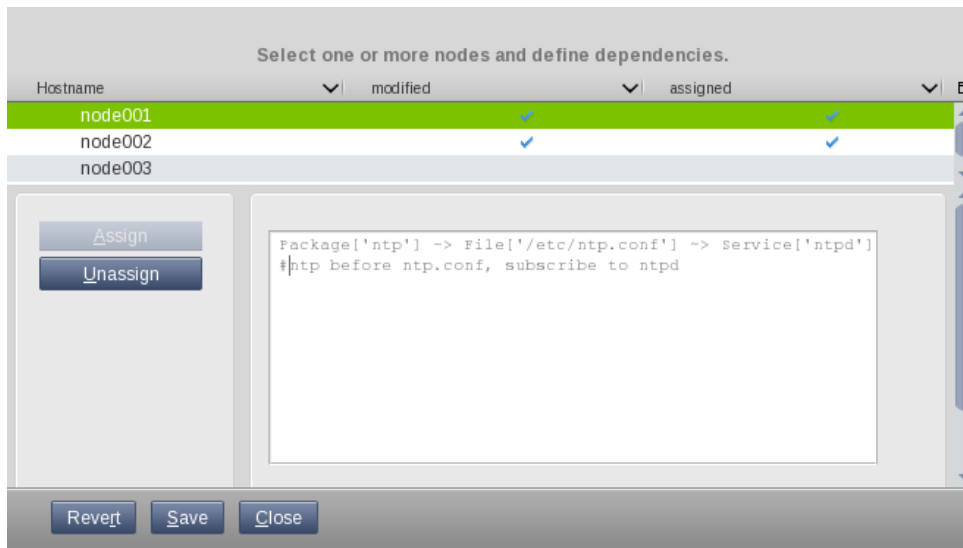 Select one or more nodes and define dependencies.
Hostname modified assigned
node001
node002
node003
Assign
Unassign
Package['ntp'] -> File['/etc/ntp.conf'] ~> Service['ntpd']
#ntp before ntp.conf, subscribe to ntpd
Revert Save Close